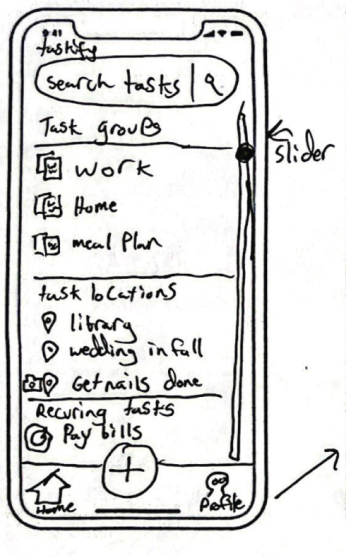 9:41
taskify
search tasks
Task groups
slider
work
Home
meal Plan
task locations
library
wedding in fall
Get nails done
Recuring tasks
Pay bills
Home
Profile